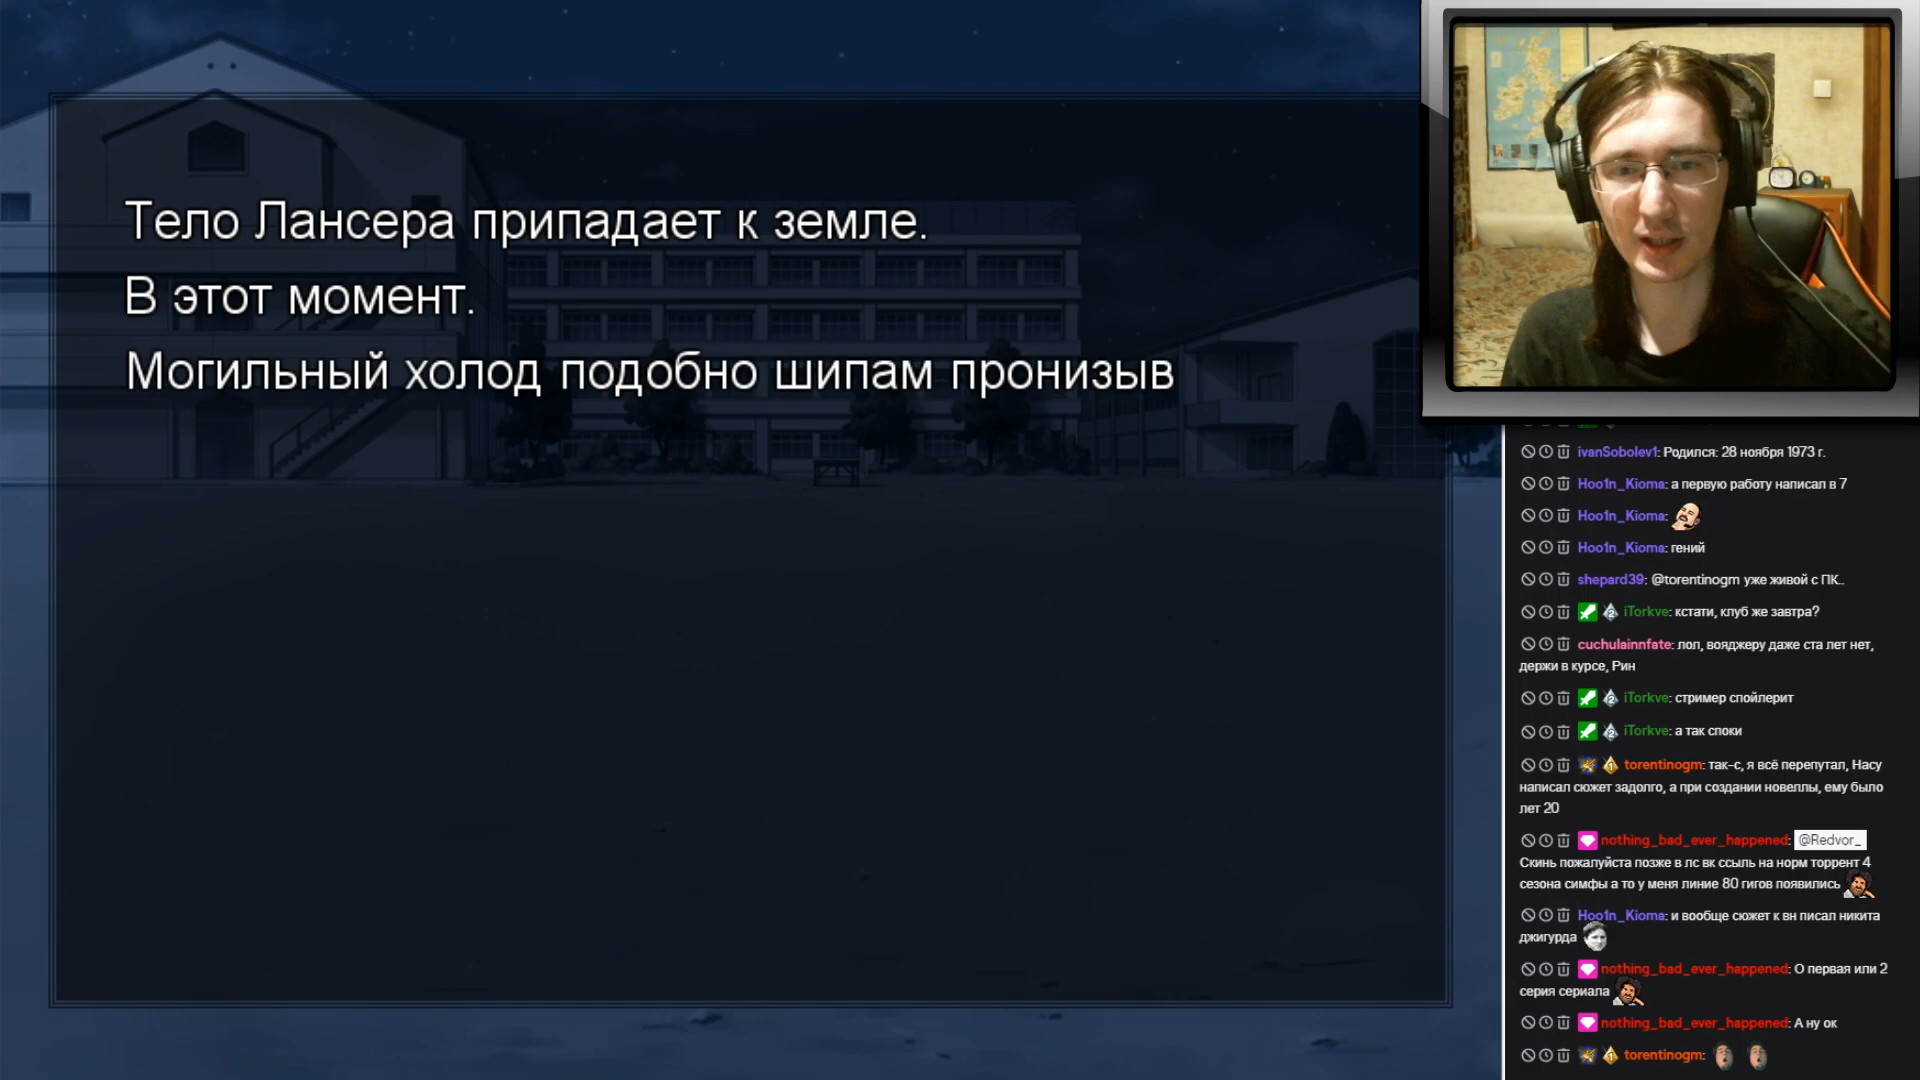 Тело Лансера припадает к земле.
В этот момент.
Могильный холод подобно шипам пронизыв
ivanSobolev1: Родился: 28 ноября 1973 г.
Hoo1n_Kioma: а первую работу написал в 7
Hoo1n_Kioma:
Hoo1n_Kioma: гений
shepard39: @torentinogm уже живой с ПК..
iTorkve: кстати, клуб же завтра?
cuchulainnfate: лол, вояджеру даже ста лет нет,
держи в курсе, Рин
iTorkve: стример спойлерит
iTorkve: а так споки
torentinogm: так-с, я всё перепутал, Насу
написал сюжет задолго, а при создании новеллы, ему было
лет 20
nothing_bad_ever_happened: @Redvor_
Скинь пожалуйста позже в лс вк ссыль на норм торрент 4
сезона симфы а то у меня линие 80 гигов появились
Hoo1n_Kioma: и вообще сюжет к вн писал никита
джигурда
nothing_bad_ever_happened: О первая или 2
серия сериала
nothing_bad_ever_happened: А ну ок
torentinogm: